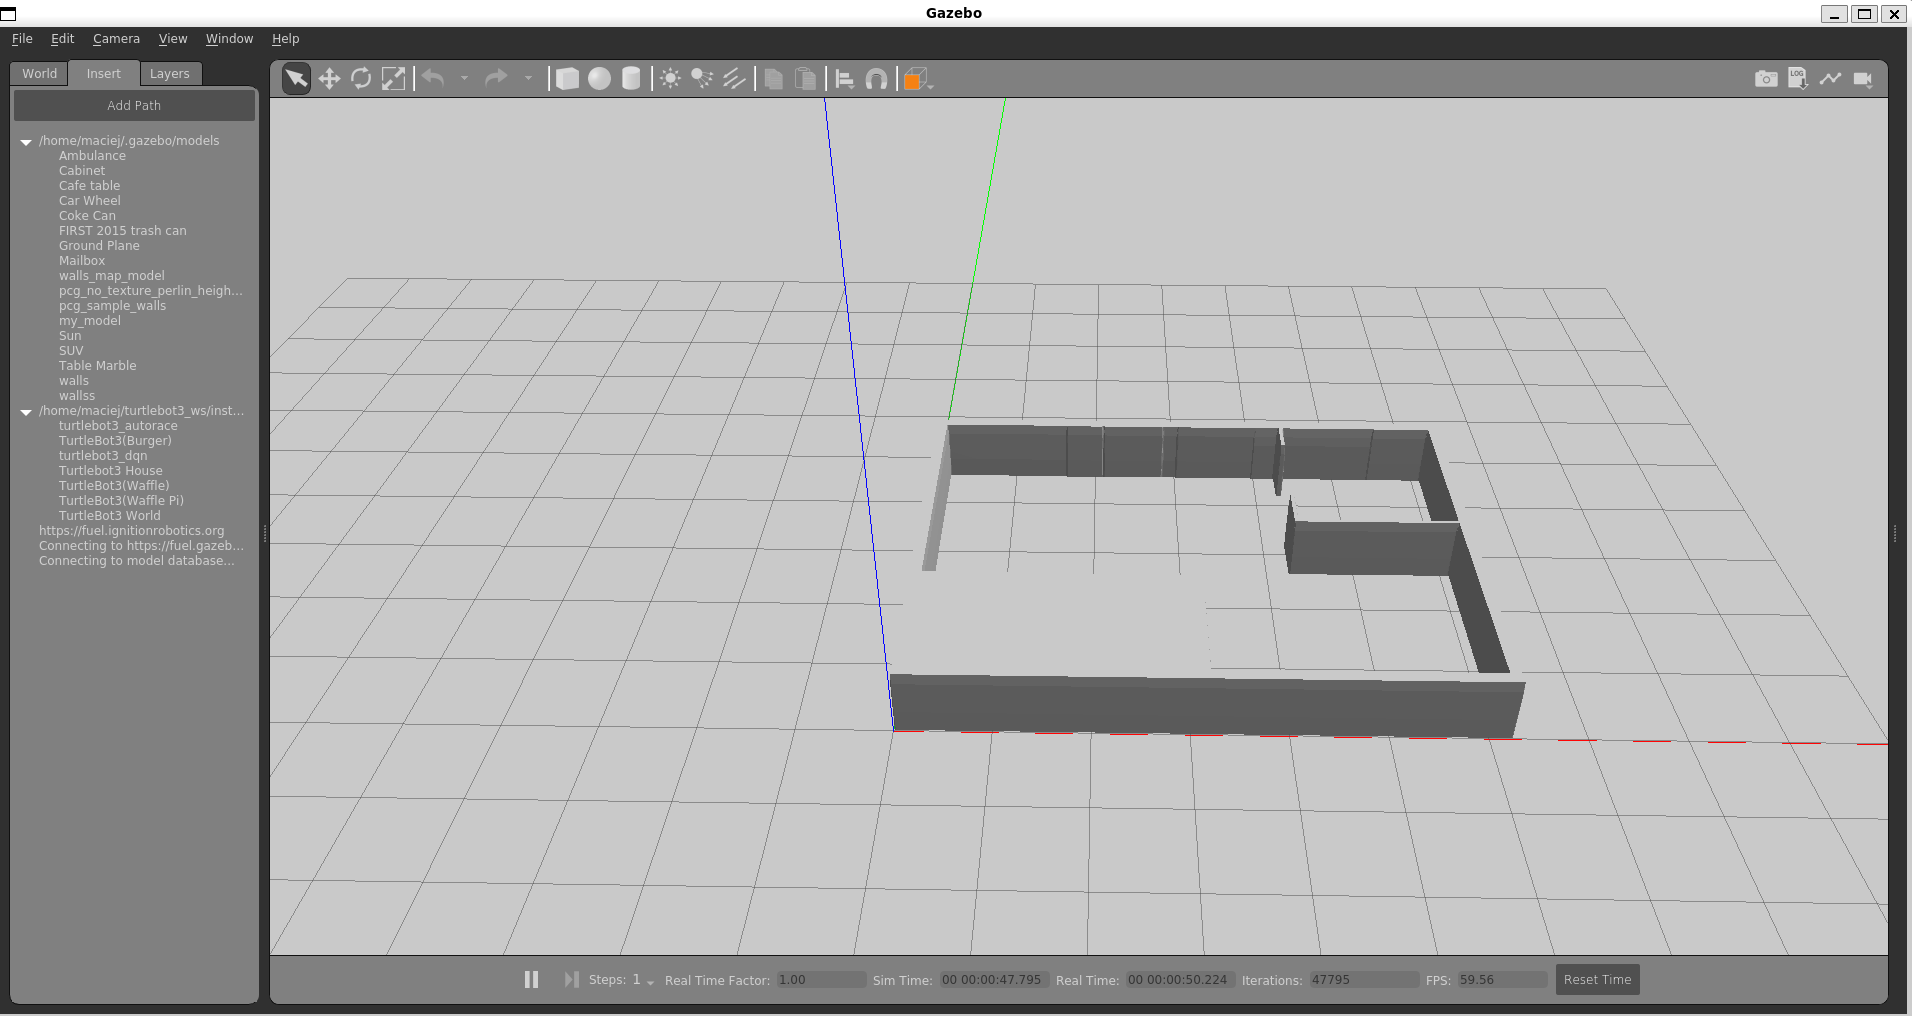 Gazebo
File Edit Camera View Window Help
World Insert Layers
Add Path
/home/maciej/.gazebo/models
Ambulance
Cabinet
Cafe table
Car Wheel
Coke Can
FIRST 2015 trash can
Ground Plane
Mailbox
walls_map_model
pcg_no_texture_perlin_heigh...
pcg_sample_walls
my_model
Sun
SUV
Table Marble
walls
wallss
/home/maciej/turtlebot3_ws/inst...
turtlebot3_autorace
TurtleBot3(Burger)
turtlebot3_dqn
Turtlebot3 House
TurtleBot3(Waffle)
TurtleBot3(Waffle Pi)
TurtleBot3 World
https://fuel.ignitionrobotics.org
Connecting to https://fuel.gazeb...
Connecting to model database...
LOG
Steps: 1 Real Time Factor: 1.00 Sim Time: 00 00:00:47.795 Real Time: 00 00:00:50.224 Iterations: 47795 FPS: 59.56 Reset Time